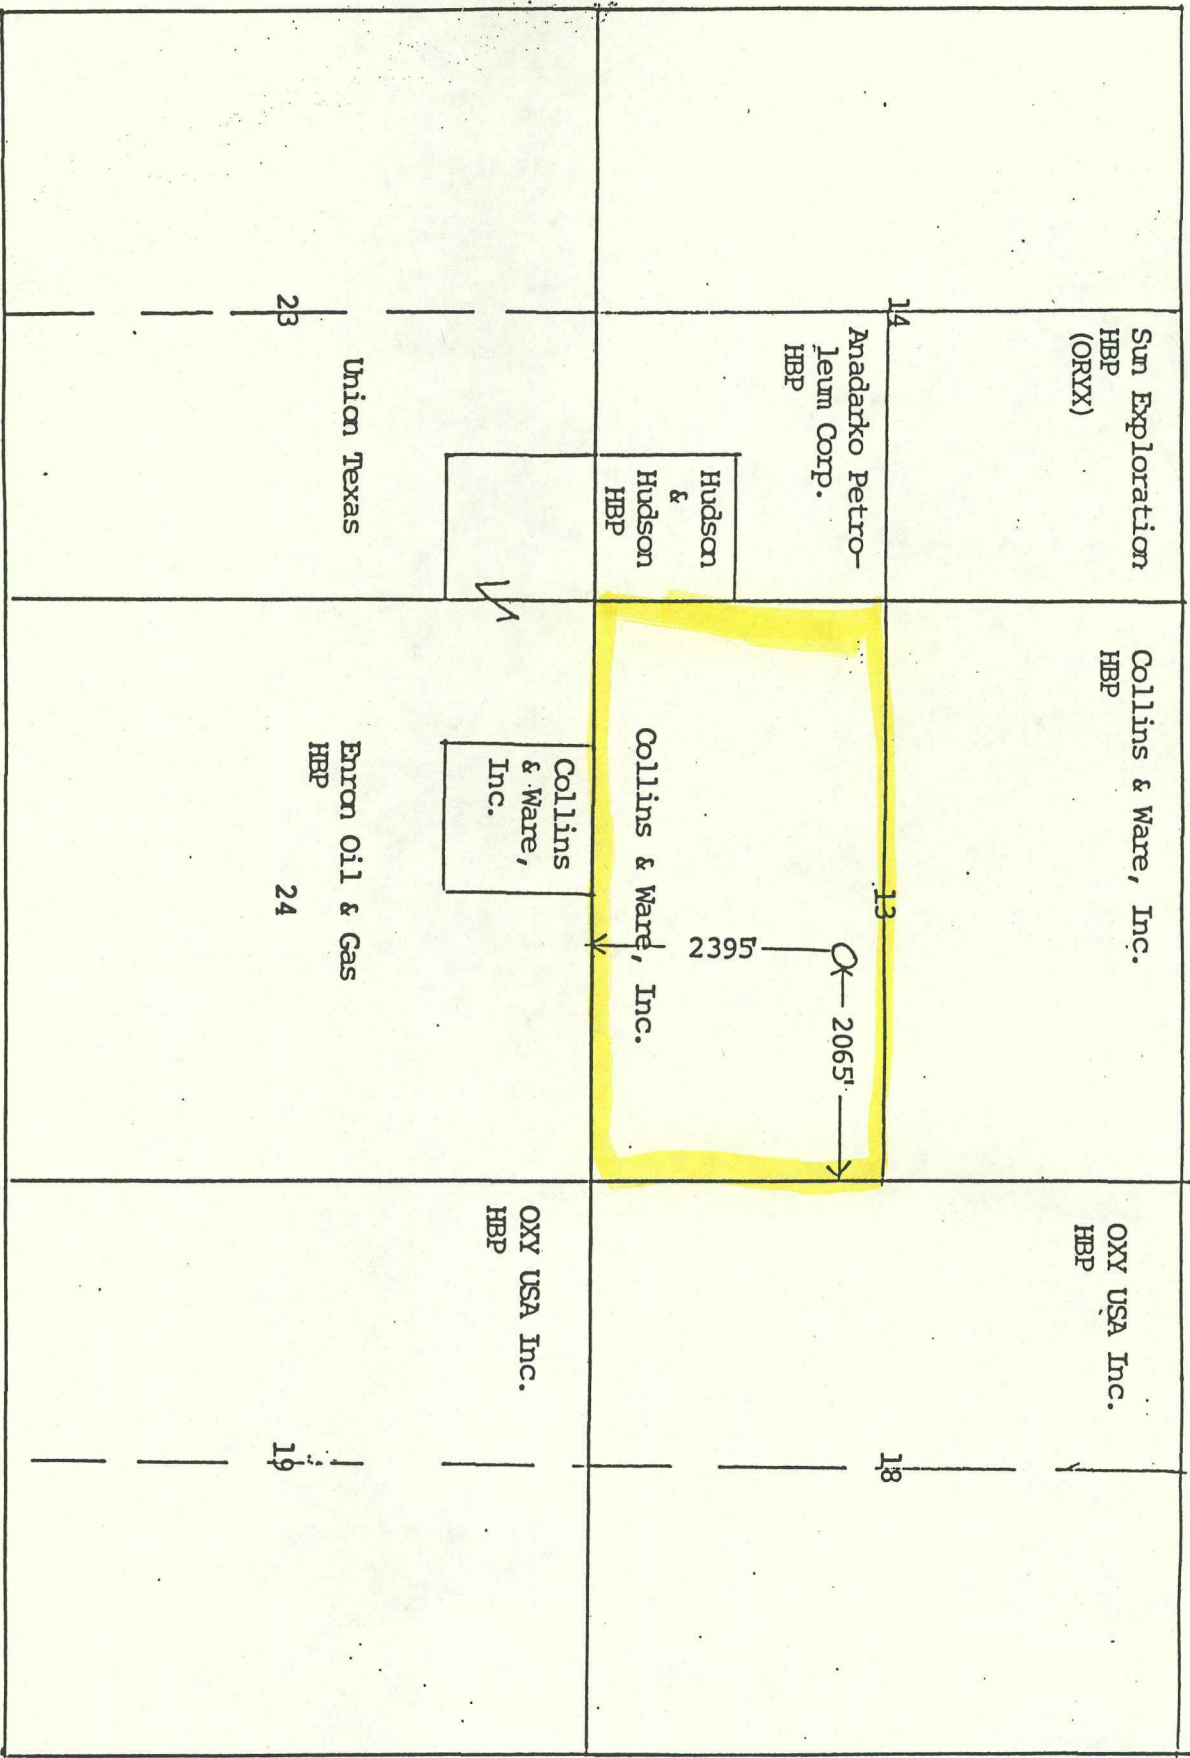 Sun Exploration
HBP
(ORYX)
14
Anadarko Petro-
leum Corp.
HBP
Hudson
&
Hudson
HBP
Collins & Ware, Inc.
HBP
13
2065'
2395'
Collins & Ware, Inc.
OXY USA Inc.
HBP
18
23
Union Texas
Collins
& Ware,
Inc.
Enron Oil & Gas
HBP
24
OXY USA Inc.
HBP
19